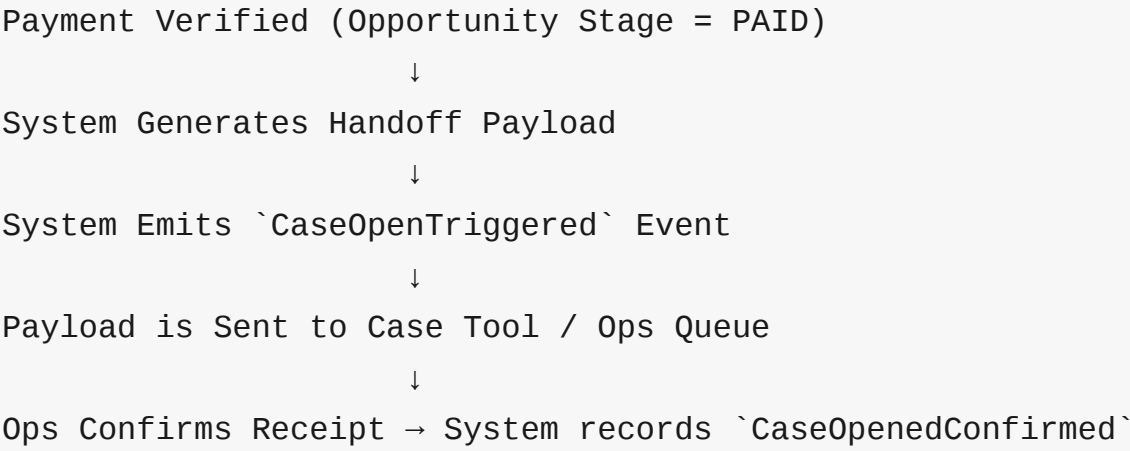 Payment Verified (Opportunity Stage = PAID)
↓
System Generates Handoff Payload
↓
System Emits `CaseOpenTriggered` Event
↓
Payload is Sent to Case Tool / Ops Queue
↓
Ops Confirms Receipt → System records `CaseOpenedConfirmed`